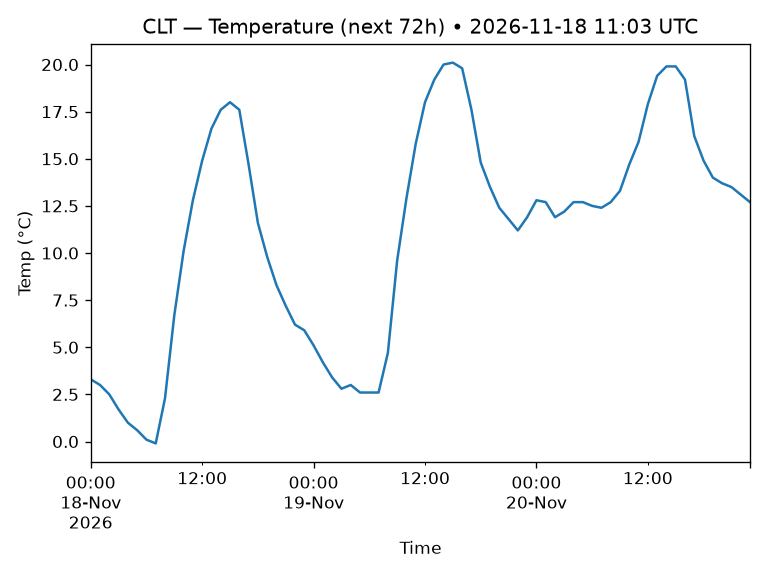 CLT — Temperature (next 72h) • 2026-11-18 11:03 UTC
20.0
17.5
15.0
12.5
10.0
7.5
5.0
2.5
0.0
Temp (°C)
00:00 12:00 00:00 12:00 00:00 12:00
18-Nov 19-Nov 20-Nov
2026
Time